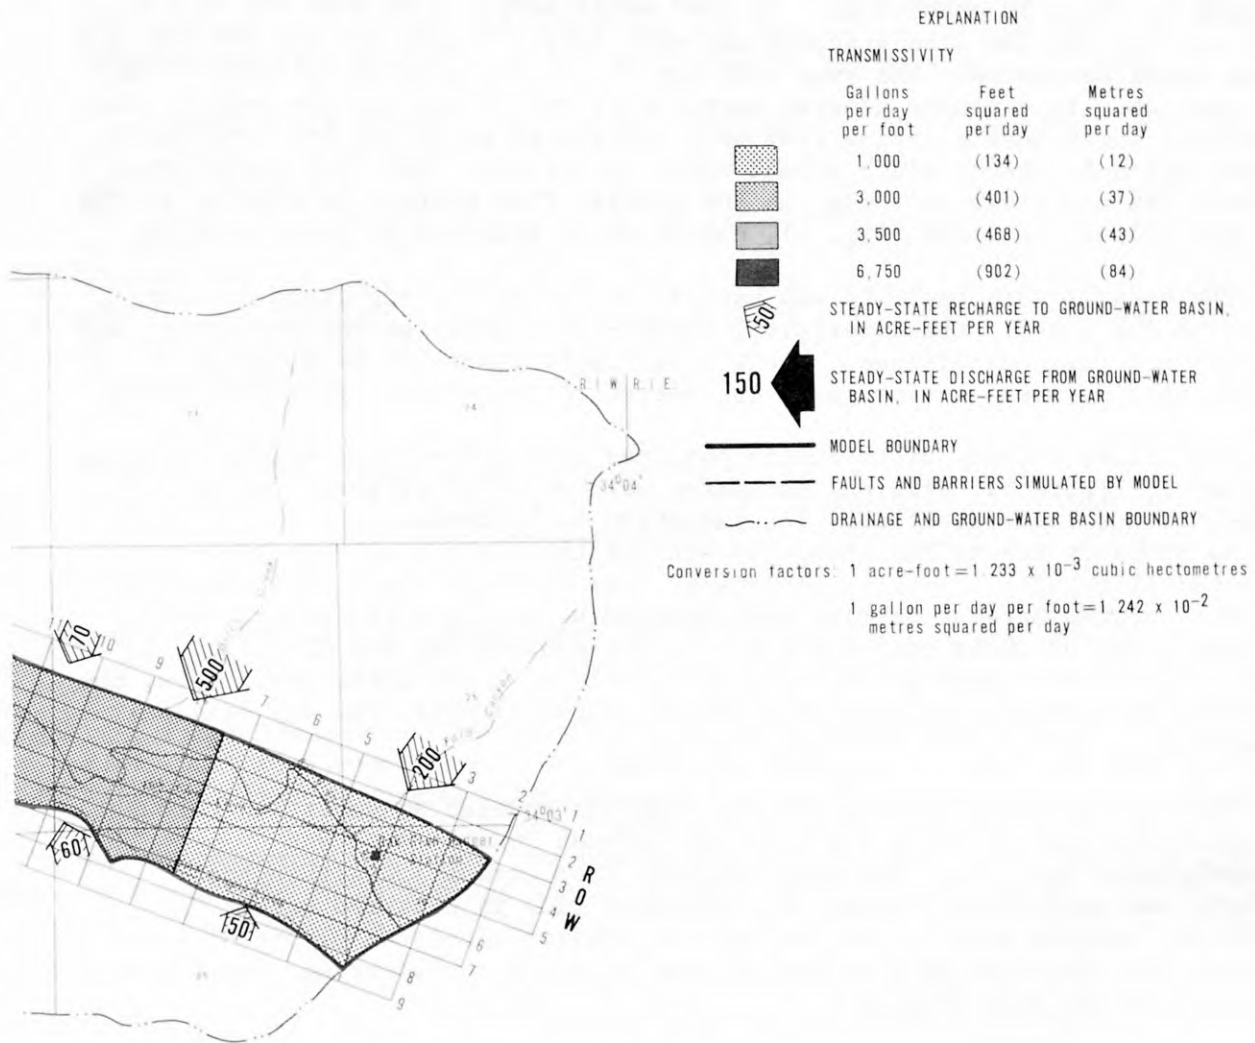 EXPLANATION
TRANSMISSIVITY
Gallons per day per foot
Feet squared per day
Metres squared per day
1,000 (134) (12)
3,000 (401) (37)
3,500 (468) (43)
6,750 (902) (84)
50
STEADY-STATE RECHARGE TO GROUND-WATER BASIN,
IN ACRE-FEET PER YEAR
150
STEADY-STATE DISCHARGE FROM GROUND-WATER
BASIN, IN ACRE-FEET PER YEAR
MODEL BOUNDARY
FAULTS AND BARRIERS SIMULATED BY MODEL
DRAINAGE AND GROUND-WATER BASIN BOUNDARY
Conversion factors: 1 acre-foot=1.233 x 10⁻³ cubic hectometres
1 gallon per day per foot=1.242 x 10⁻²
metres squared per day
R 1 W R 1 E
24
34°04'
70
500
200
60
50
11 10 9 7 6 5 3 2 1
34°03'
1
2
3
4
5
6
7
8
9
ROW
Canyon